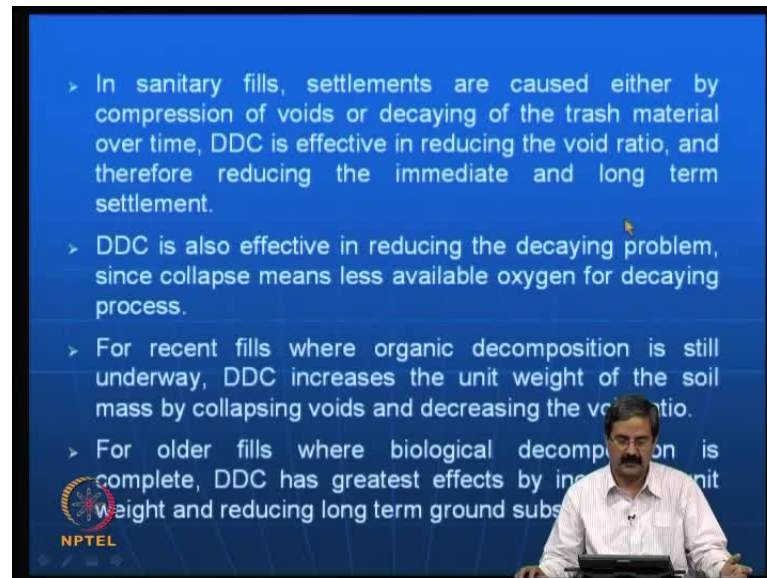 In sanitary fills, settlements are caused either by
compression of voids or decaying of the trash material
over time, DDC is effective in reducing the void ratio, and
therefore reducing the immediate and long term
settlement.
DDC is also effective in reducing the decaying problem,
since collapse means less available oxygen for decaying
process.
For recent fills where organic decomposition is still
underway, DDC increases the unit weight of the soil
mass by collapsing voids and decreasing the ratio.
For older fills where biological is
complete, DDC has greatest effects by
weight and reducing long term ground
NPTEL